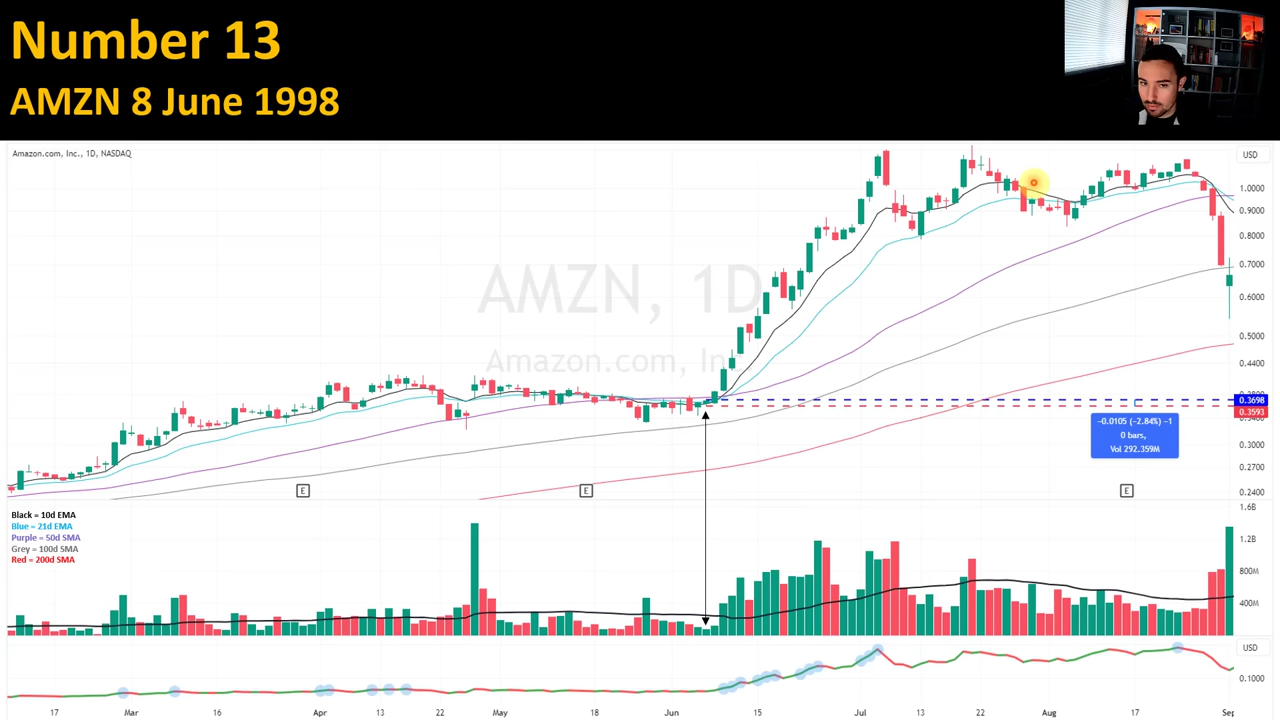 Number 13
AMZN 8 June 1998
Amazon.com, Inc., 1D, NASDAQ
USD
1.0000
0.9000
0.8000
0.7000
0.6000
0.5000
0.4400
0.3698
0.3593
0.3000
0.2700
0.2400
AMZN, 1D
Amazon.com, Inc.
-0.0105 (-2.84%) -1
0 bars,
Vol 292.359M
E
E
E
Black = 10d EMA
Blue = 21d EMA
Purple = 50d SMA
Grey = 100d SMA
Red = 200d SMA
1.6B
1.2B
800M
400M
USD
0.1000
17
Mar
16
Apr
13
22
May
18
Jun
15
Jul
13
22
Aug
17
Sep